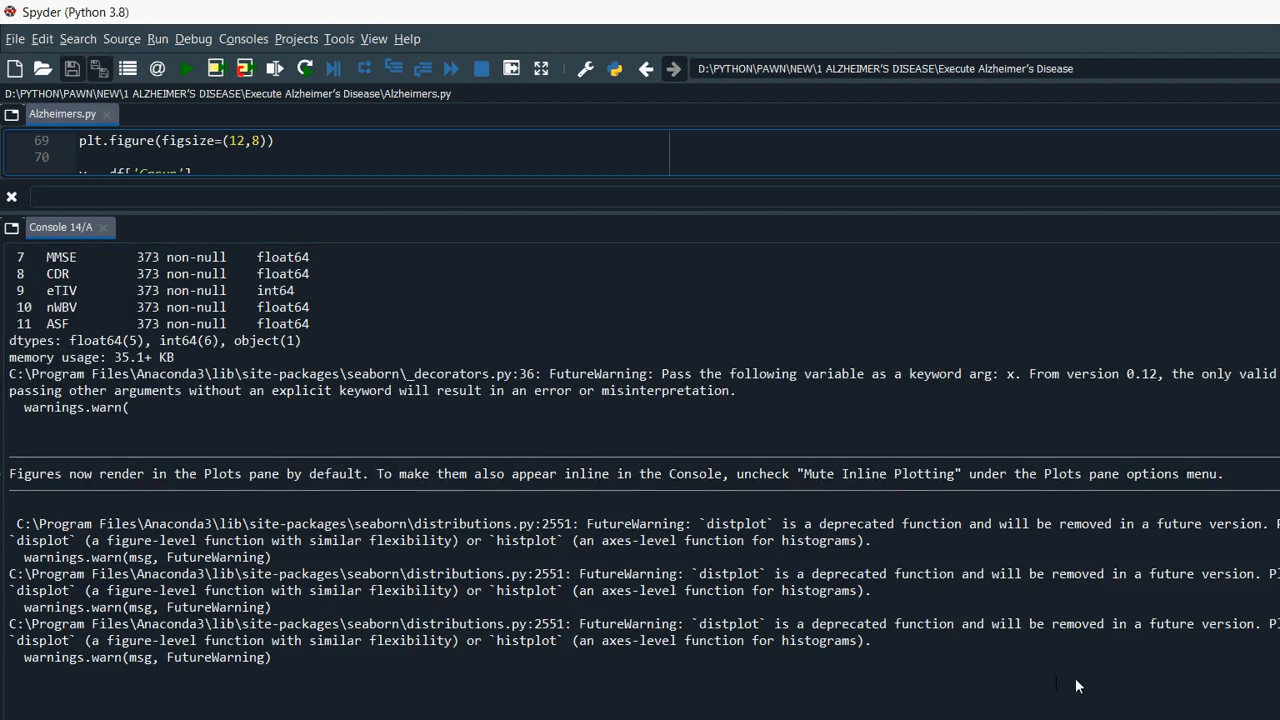 Spyder (Python 3.8)
File Edit Search Source Run Debug Consoles Projects Tools View Help
D:\PYTHON\PAWN\NEW\1 ALZHEIMER'S DISEASE\Execute Alzheimer's Disease
D:\PYTHON\PAWN\NEW\1 ALZHEIMER'S DISEASE\Execute Alzheimer's Disease\Alzheimers.py
Alzheimers.py
69 plt.figure(figsize=(12,8))
70
Console 14/A
7 MMSE 373 non-null float64
8 CDR 373 non-null float64
9 eTIV 373 non-null int64
10 nWBV 373 non-null float64
11 ASF 373 non-null float64
dtypes: float64(5), int64(6), object(1)
memory usage: 35.1+ KB
C:\Program Files\Anaconda3\lib\site-packages\seaborn\_decorators.py:36: FutureWarning: Pass the following variable as a keyword arg: x. From version 0.12, the only valid
passing other arguments without an explicit keyword will result in an error or misinterpretation.
warnings.warn(
Figures now render in the Plots pane by default. To make them also appear inline in the Console, uncheck "Mute Inline Plotting" under the Plots pane options menu.
C:\Program Files\Anaconda3\lib\site-packages\seaborn\distributions.py:2551: FutureWarning: `distplot` is a deprecated function and will be removed in a future version.
`displot` (a figure-level function with similar flexibility) or `histplot` (an axes-level function for histograms).
warnings.warn(msg, FutureWarning)
C:\Program Files\Anaconda3\lib\site-packages\seaborn\distributions.py:2551: FutureWarning: `distplot` is a deprecated function and will be removed in a future version. Pl
`displot` (a figure-level function with similar flexibility) or `histplot` (an axes-level function for histograms).
warnings.warn(msg, FutureWarning)
C:\Program Files\Anaconda3\lib\site-packages\seaborn\distributions.py:2551: FutureWarning: `distplot` is a deprecated function and will be removed in a future version. Pl
`displot` (a figure-level function with similar flexibility) or `histplot` (an axes-level function for histograms).
warnings.warn(msg, FutureWarning)